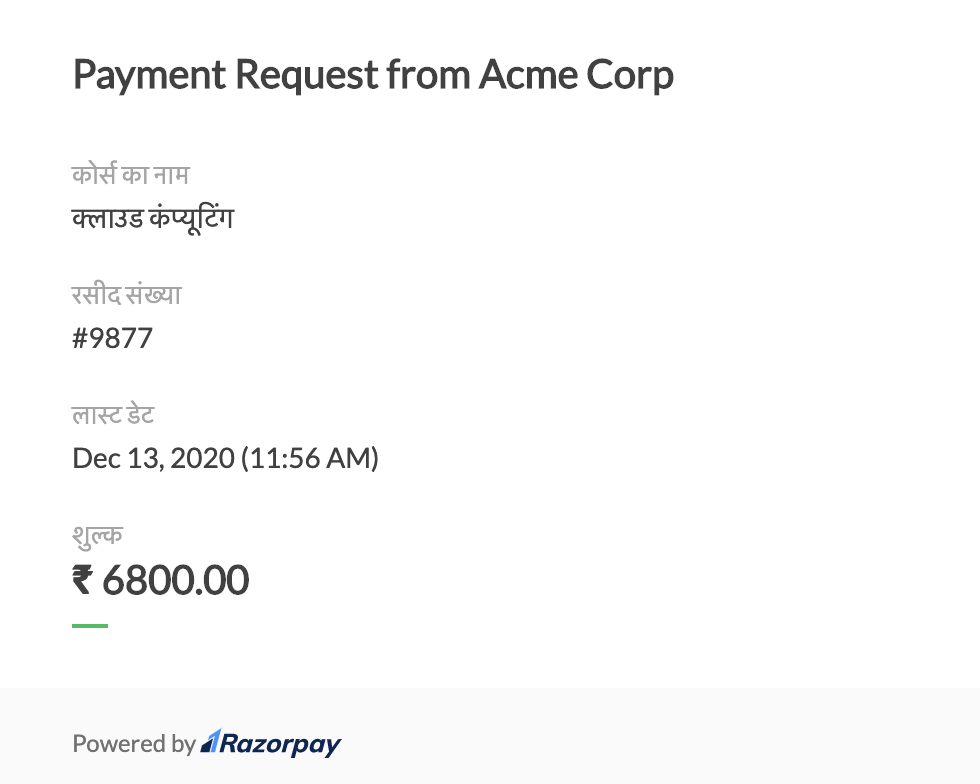 Payment Request from Acme Corp
कोर्स का नाम
क्लाउड कंप्यूटिंग
रसीद संख्या
#9877
लास्ट डेट
Dec 13, 2020 (11:56 AM)
शुल्क
₹ 6800.00
Powered by Razorpay